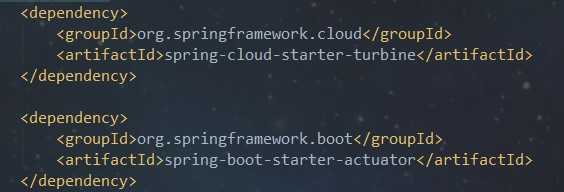 <dependency>
    <groupId>org.springframework.cloud</groupId>
    <artifactId>spring-cloud-starter-turbine</artifactId>
</dependency>

<dependency>
    <groupId>org.springframework.boot</groupId>
    <artifactId>spring-boot-starter-actuator</artifactId>
</dependency>